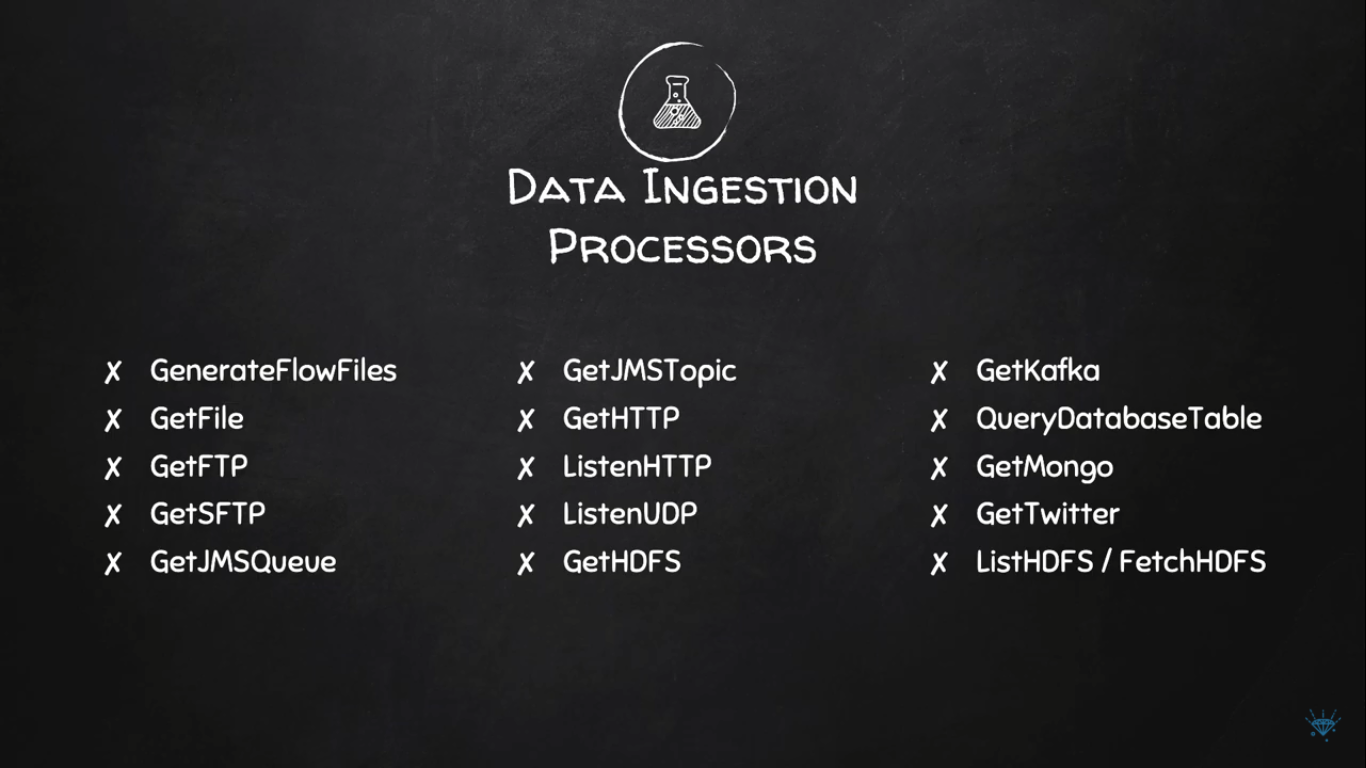 Data Ingestion
Processors
✗ GenerateFlowFiles
✗ GetFile
✗ GetFTP
✗ GetSFTP
✗ GetJMSQueue
✗ GetJMSTopic
✗ GetHTTP
✗ ListenHTTP
✗ ListenUDP
✗ GetHDFS
✗ GetKafka
✗ QueryDatabaseTable
✗ GetMongo
✗ GetTwitter
✗ ListHDFS / FetchHDFS